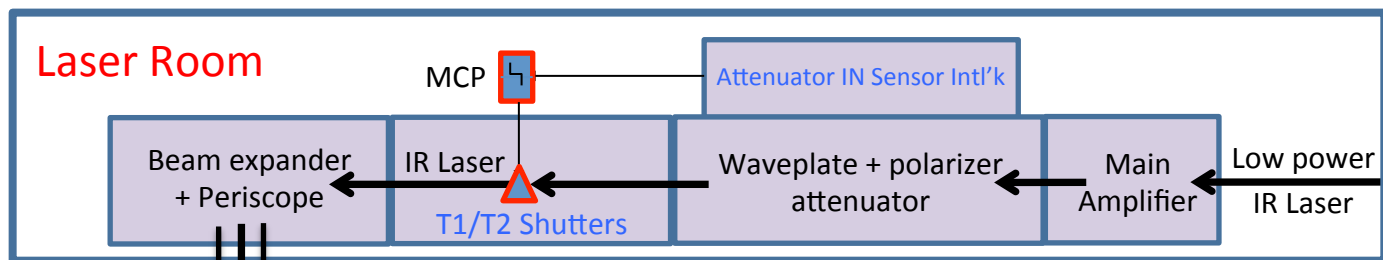 Laser Room
MCP
Attenuator IN Sensor Intl’k
Beam expander
+ Periscope
IR Laser
T1/T2 Shutters
Waveplate + polarizer
attenuator
Main
Amplifier
Low power
IR Laser